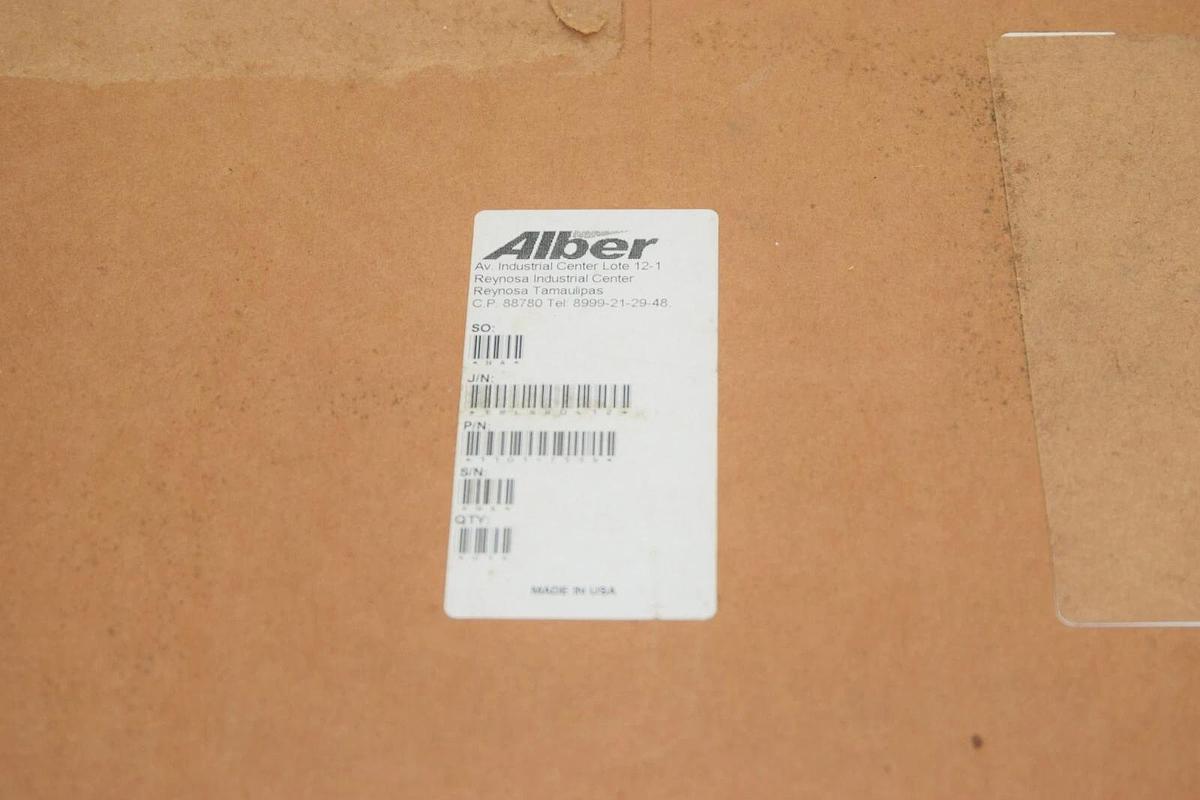 Alber
Av. Industrial Center Lote 12-1
Reynosa Industrial Center
Reynosa Tamaulipas
C.P. 88780 Tel: 8999-21-29-48.
SO:
*NA*
J/N:
P/N:
S/N:
QTY:
MADE IN USA